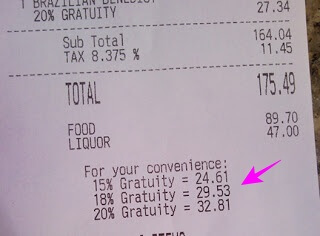 1 BRAZILIAN BENEDICT
20% GRATUITY 27.34
Sub Total 164.04
TAX 8.375 % 11.45
TOTAL 175.49
FOOD 89.70
LIQUOR 47.00
For your convenience:
15% Gratuity = 24.61
18% Gratuity = 29.53
20% Gratuity = 32.81